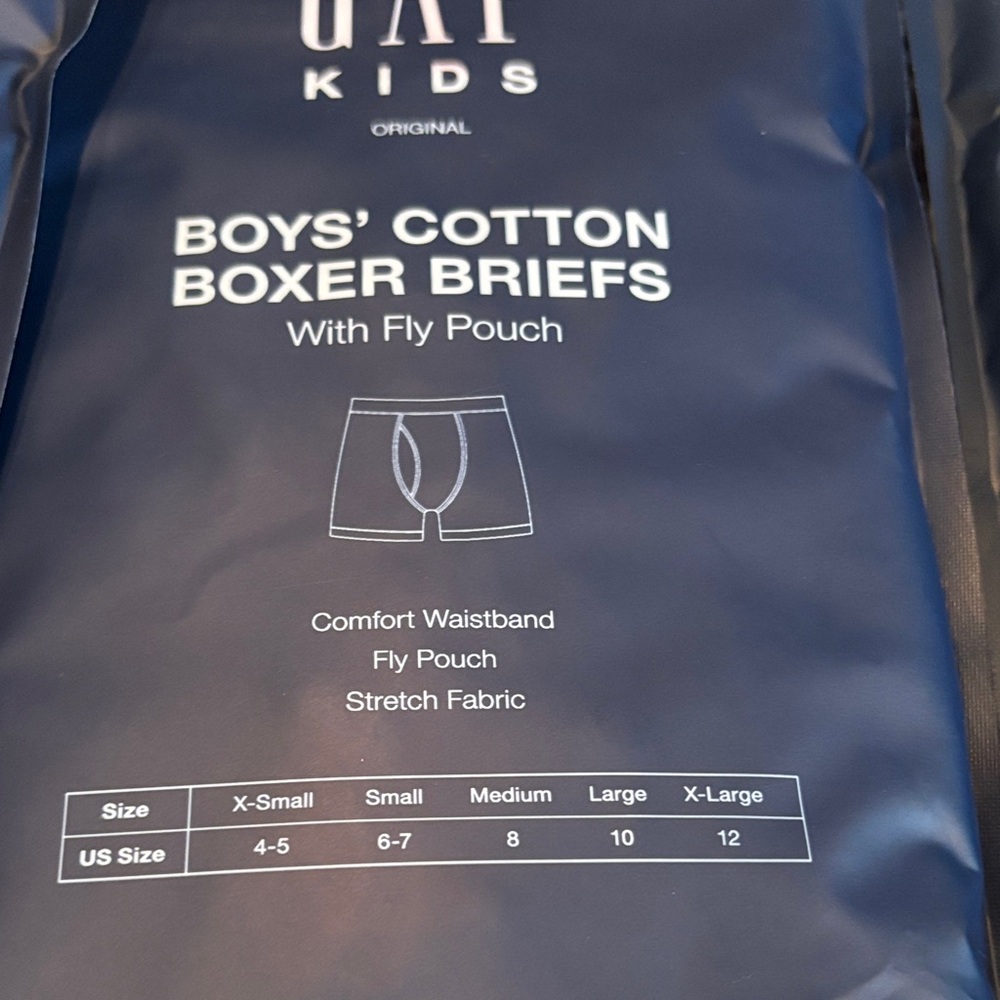 GAP
KIDS
ORIGINAL
BOYS’ COTTON
BOXER BRIEFS
With Fly Pouch
Comfort Waistband
Fly Pouch
Stretch Fabric
Size X-Small Small Medium Large X-Large
US Size 4-5 6-7 8 10 12